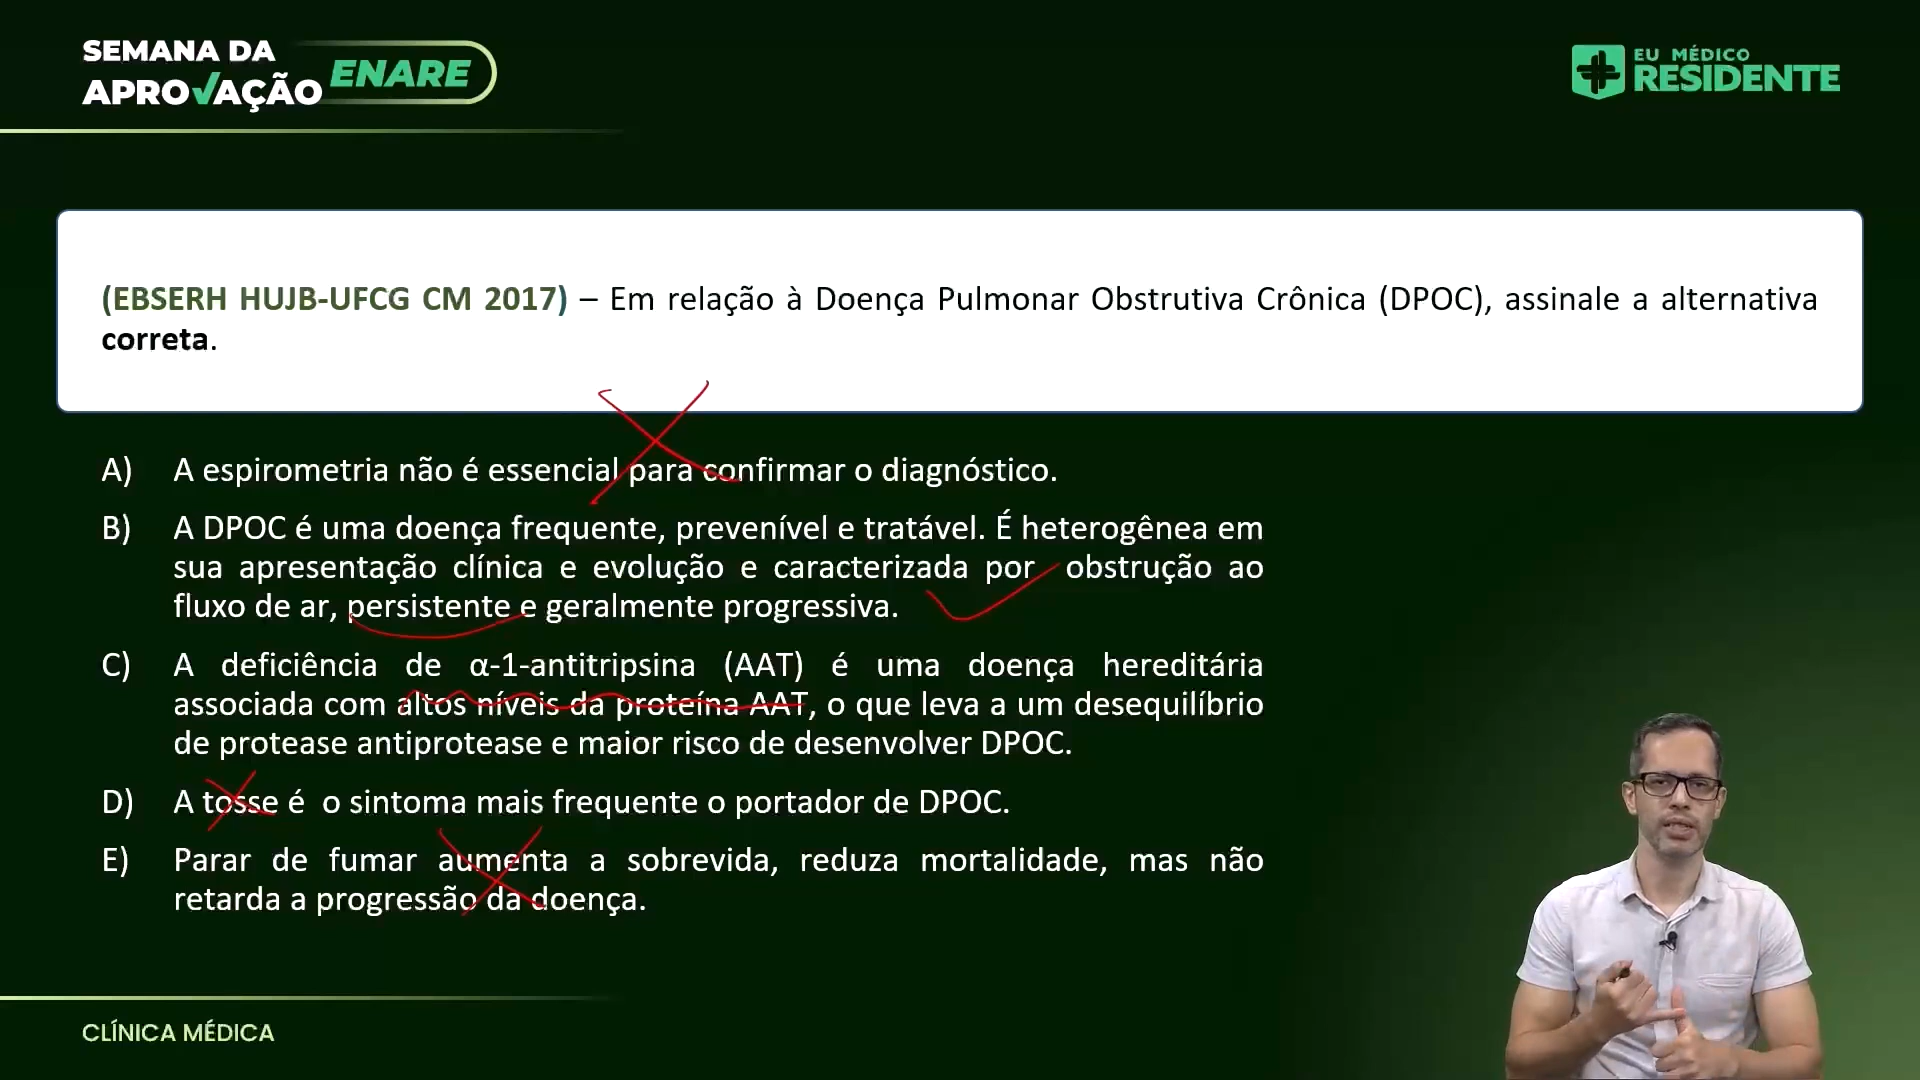 SEMANA DA
APROVAÇÃO ENARE
EU MÉDICO
RESIDENTE
(EBSERH HUJB-UFCG CM 2017) – Em relação à Doença Pulmonar Obstrutiva Crônica (DPOC), assinale a alternativa
correta.
A) A espirometria não é essencial para confirmar o diagnóstico.
B) A DPOC é uma doença frequente, prevenível e tratável. É heterogênea em
sua apresentação clínica e evolução e caracterizada por obstrução ao
fluxo de ar, persistente e geralmente progressiva.
C) A deficiência de α-1-antitripsina (AAT) é uma doença hereditária
associada com altos níveis da proteína AAT, o que leva a um desequilíbrio
de protease antiprotease e maior risco de desenvolver DPOC.
D) A tosse é o sintoma mais frequente o portador de DPOC.
E) Parar de fumar aumenta a sobrevida, reduza mortalidade, mas não
retarda a progressão da doença.
CLÍNICA MÉDICA